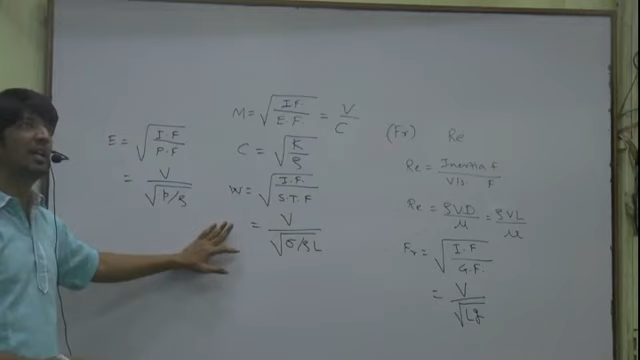 E = √(I.F / P.F)
= V / √(p/ρ)
M = √(I.F. / E.F.) = V / C
C = √(K / ρ)
W = √(I.F. / S.T.F)
= V / √(σ/ρL)
(Fr) Re
Re = Inertia f / Vis F
Re = ρVD / μ = ρVL / μ
Fr = √(I.F / G.F.)
= V / √Lg